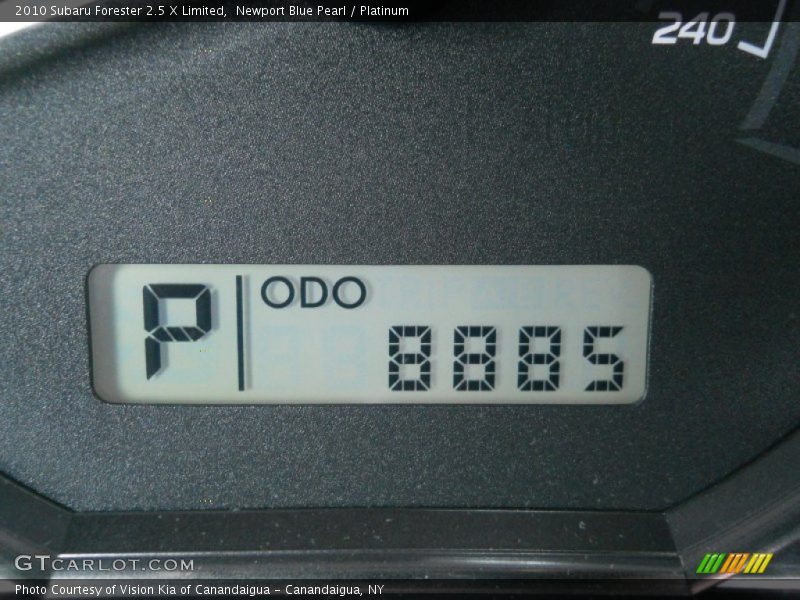 2010 Subaru Forester 2.5 X Limited,  Newport Blue Pearl / Platinum
240
P ODO
8885
GTCARLOT.COM
Photo Courtesy of Vision Kia of Canandaigua - Canandaigua, NY